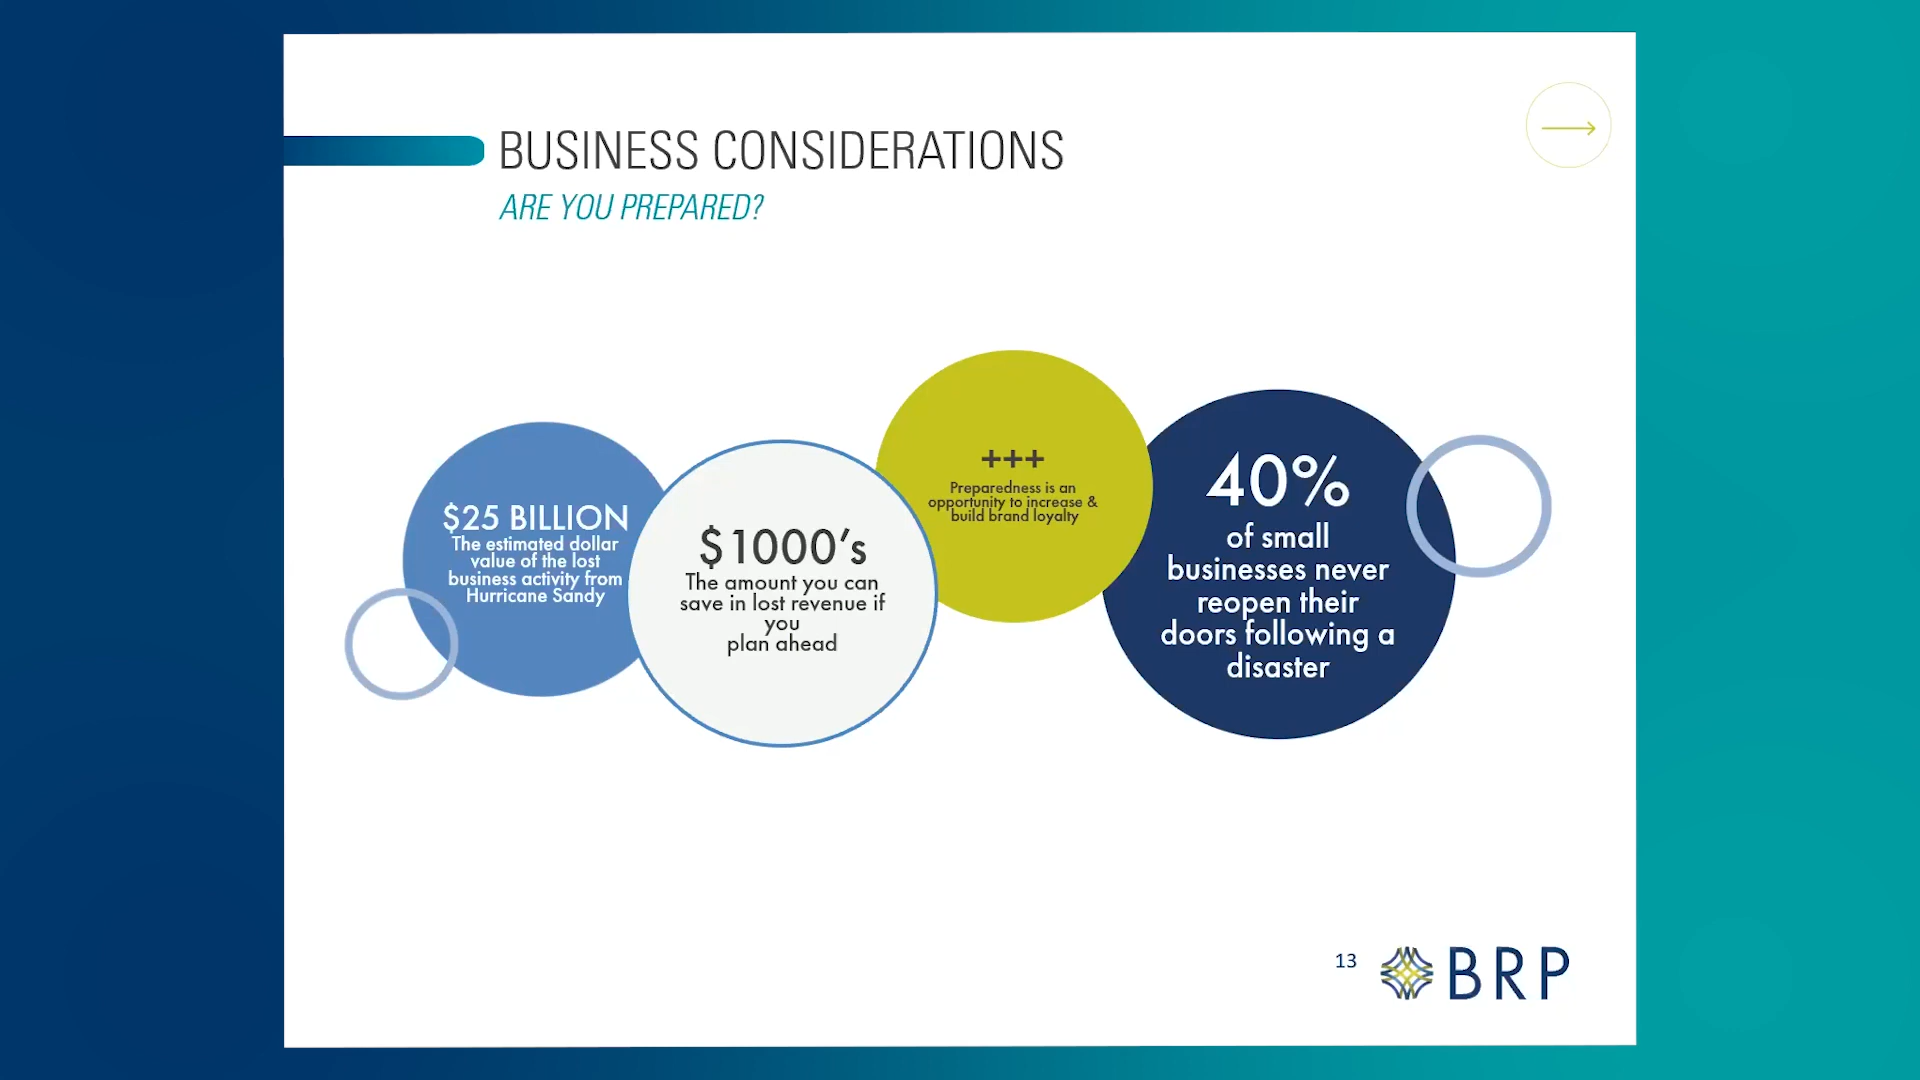 BUSINESS CONSIDERATIONS
ARE YOU PREPARED?
$25 BILLION
The estimated dollar
value of the lost
business activity from
Hurricane Sandy
$1000's
The amount you can
save in lost revenue if
you
plan ahead
+++
Preparedness is an
opportunity to increase &
build brand loyalty
40%
of small
businesses never
reopen their
doors following a
disaster
13
BRP